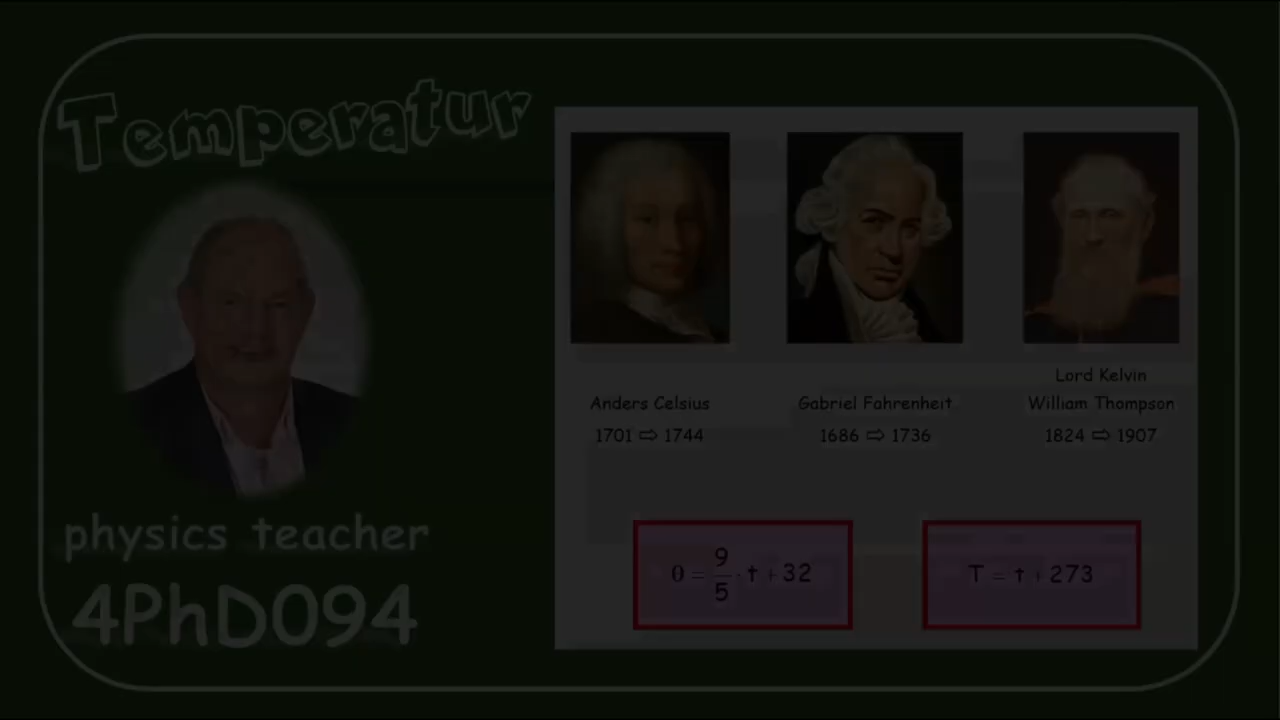 Temperatur
physics teacher
4PhD094
Anders Celsius
1701 ⇨ 1744
Gabriel Fahrenheit
1686 ⇨ 1736
Lord Kelvin
William Thompson
1824 ⇨ 1907
θ = 9/5 · t + 32
T = t + 273